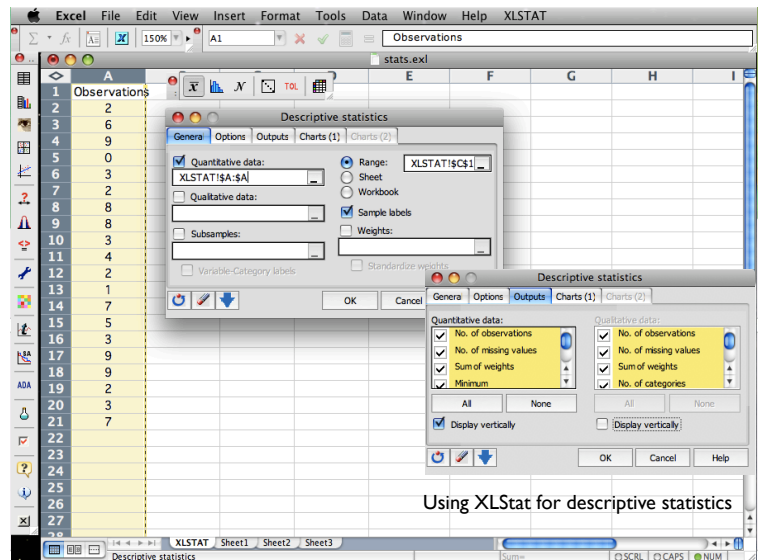 Excel File Edit View Insert Format Tools Data Window Help XLSTAT
Σ fx 150% A1 = Observations
stats.exl
A E F G H I
1 Observations
2 2
3 6
4 9
5 0
6 3
7 2
8 8
9 8
10 3
11 4
12 2
13 1
14 7
15 5
16 3
17 9
18 9
19 2
20 3
21 7
22
23
24
25
26
27
28
ADA
TOL
Descriptive statistics
General Options Outputs Charts (1) Charts (2)
Quantitative data:
XLSTAT!$A:$A
Qualitative data:
Subsamples:
Variable-Category labels
Range: XLSTAT!$C$1
Sheet
Workbook
Sample labels
Weights:
Standardize weights
OK Cancel
Descriptive statistics
Genera Options Outputs Charts (1) Charts (2)
Quantitative data:
No. of observations
No. of missing values
Sum of weights
Minimum
All None
Display vertically
Qualitative data:
No. of observations
No. of missing values
Sum of weights
No. of categories
All None
Display vertically
OK Cancel Help
Using XLStat for descriptive statistics
XLSTAT Sheet1 Sheet2 Sheet3
Descriptive statistics Sum= SCRL CAPS NUM